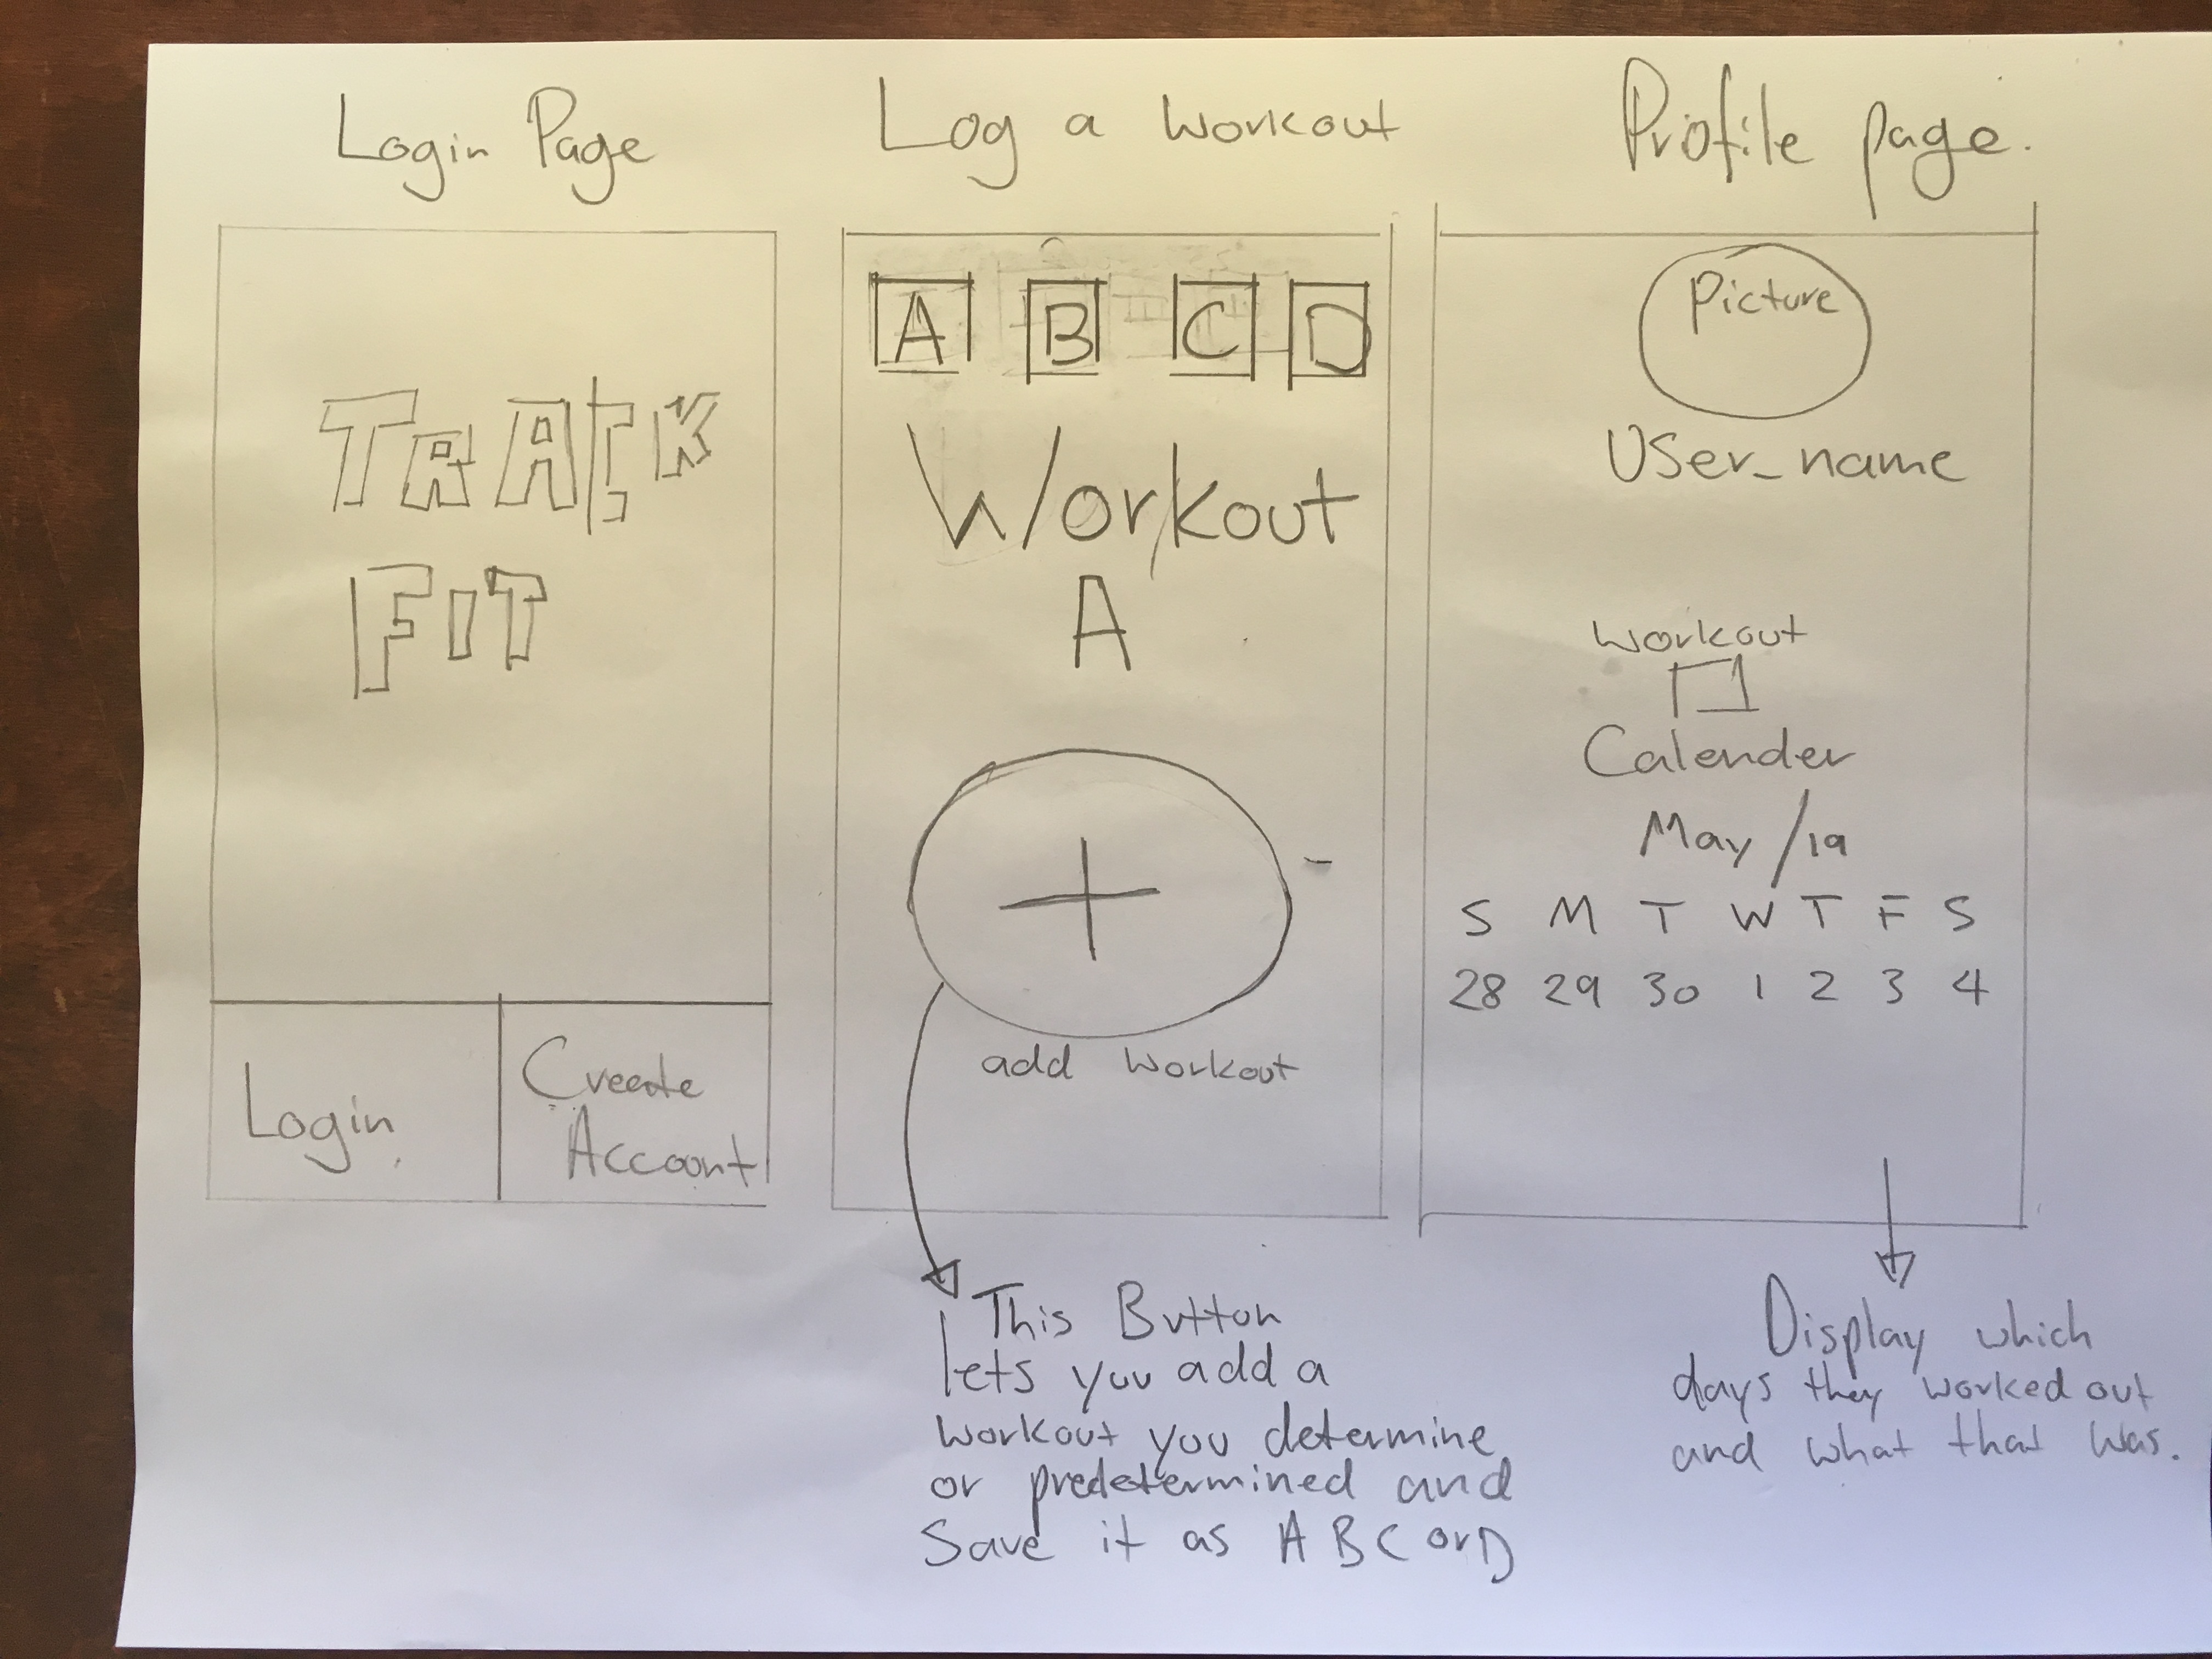 Login Page
TRACK
FIT
Login
Create
Account
Log a Workout
A B C D
Workout
A
+
add workout
This Button
lets you add a
workout you determine
or predetermined and
Save it as A B C or D
Profile Page.
Picture
User_name
Workout
Calender
May/19
S M T W T F S
28 29 30 1 2 3 4
Display which
days they worked out
and what that was.